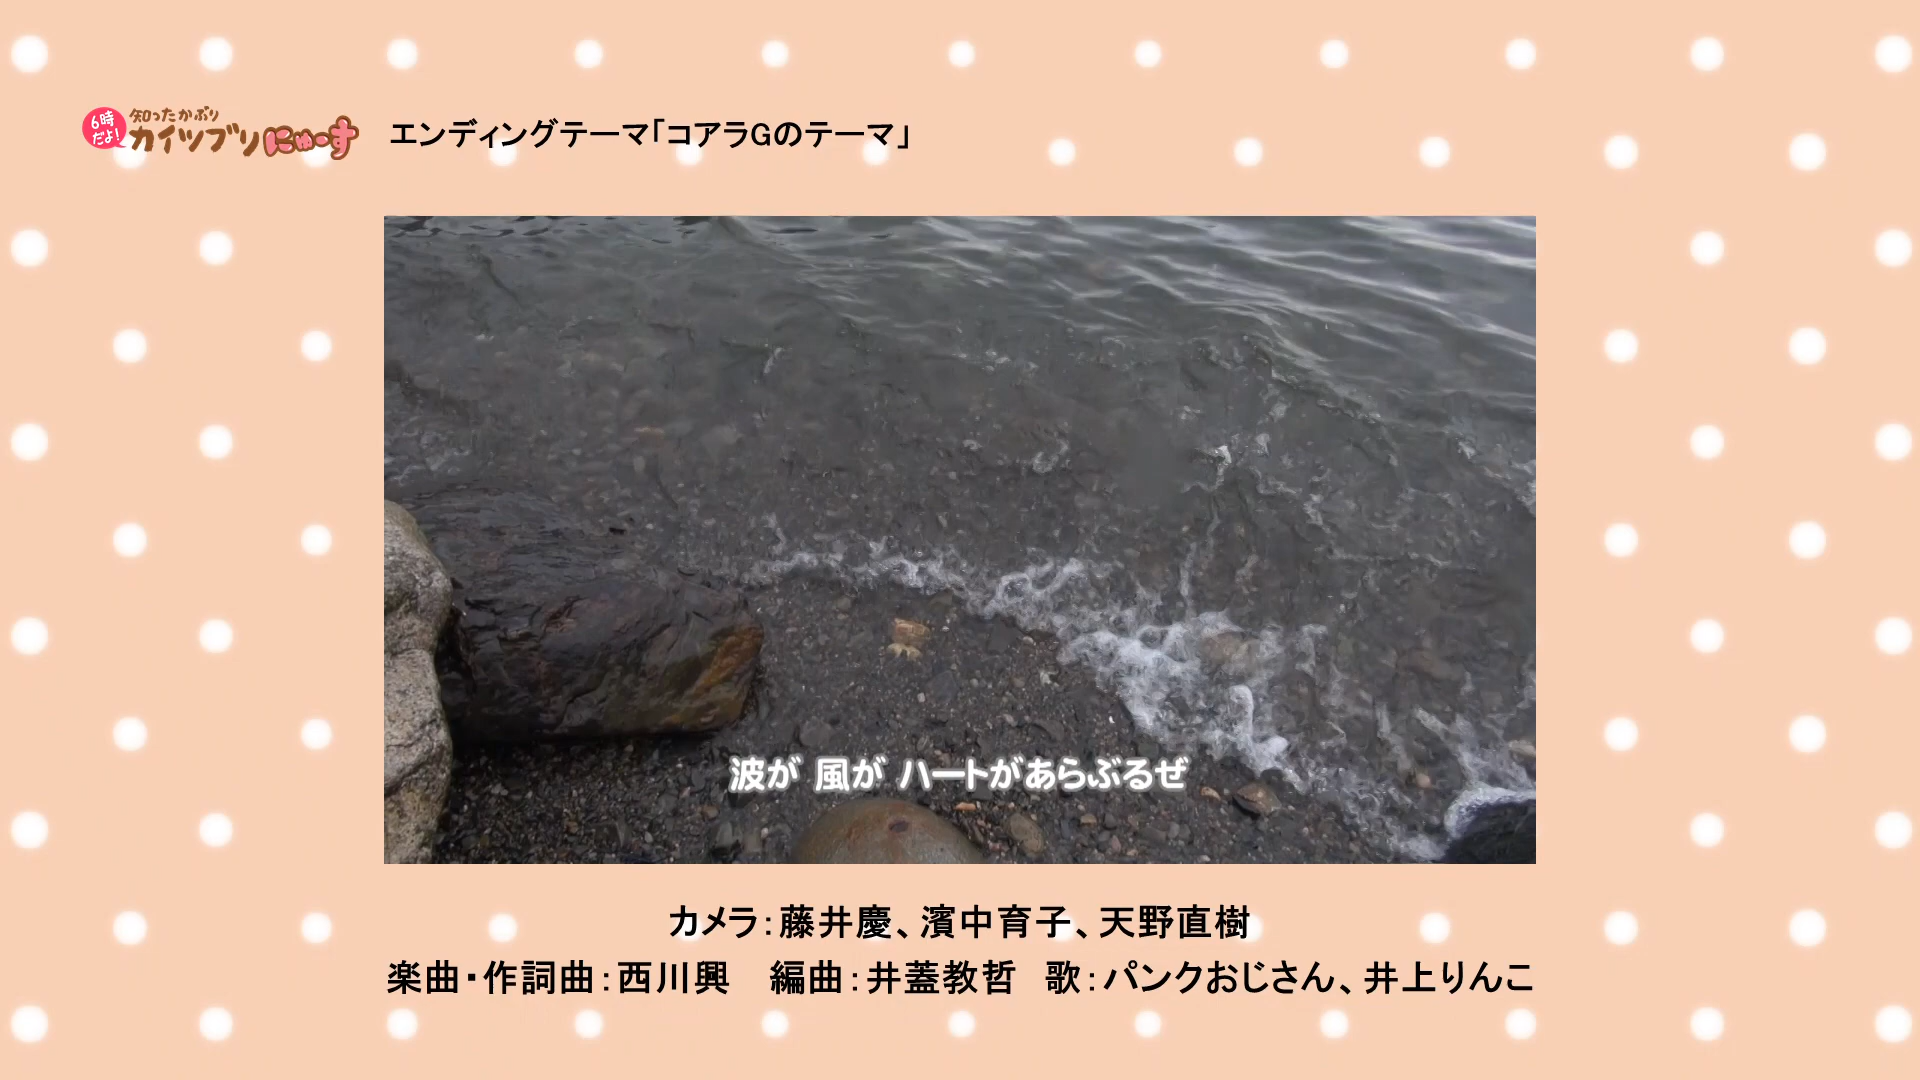 6時だよ!
知ったかぶり
カイツブリにゅーす
エンディングテーマ「コアラGのテーマ」
波が 風が ハートがあらぶるぜ
カメラ：藤井慶、濱中育子、天野直樹
楽曲・作詞曲：西川興　編曲：井蓋教哲　歌：パンクおじさん、井上りんこ